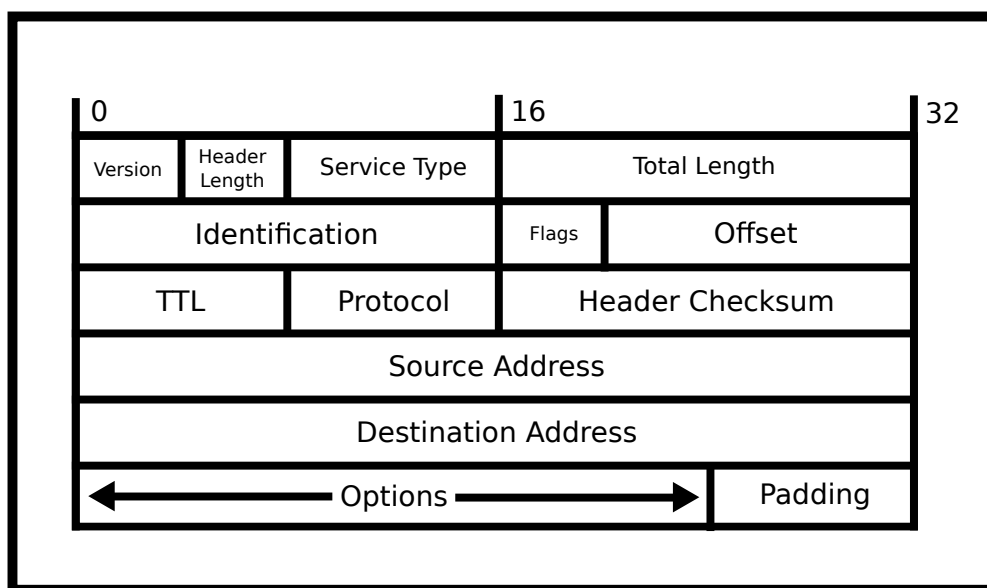 0 16 32
Version Header Length Service Type Total Length
Identification Flags Offset
TTL Protocol Header Checksum
Source Address
Destination Address
Options Padding